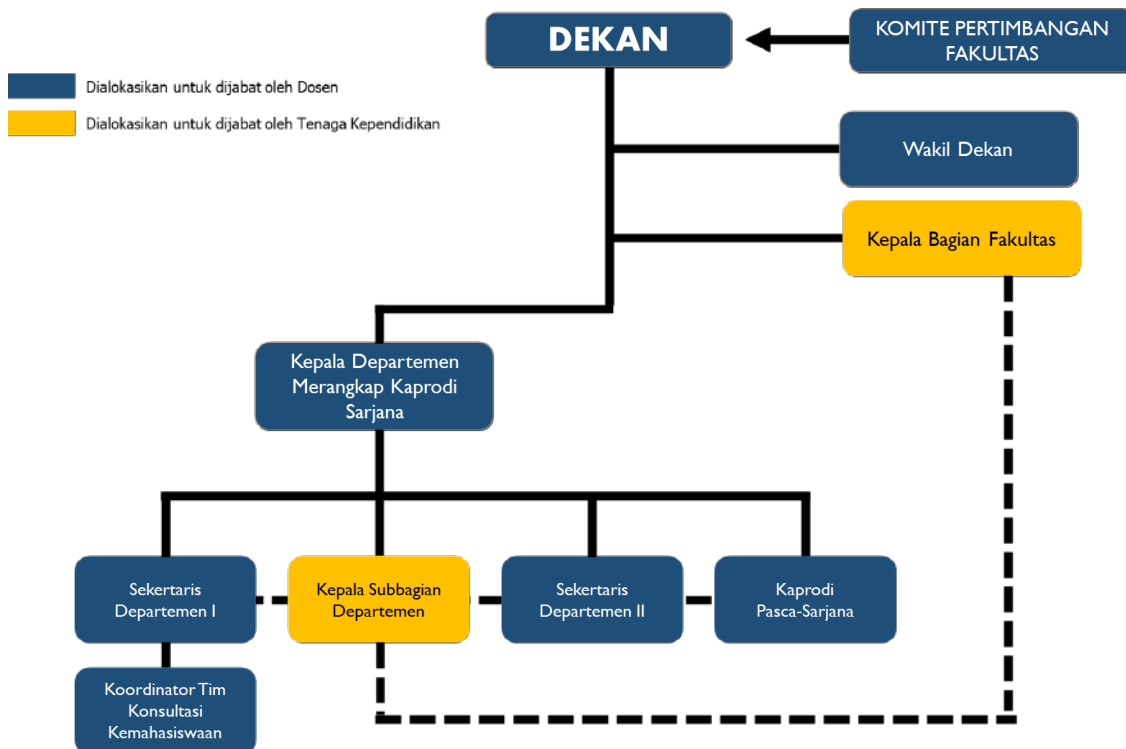 DEKAN
KOMITE PERTIMBANGAN
FAKULTAS
Dialokasikan untuk dijabat oleh Dosen
Dialokasikan untuk dijabat oleh Tenaga Kependidikan
Wakil Dekan
Kepala Bagian Fakultas
Kepala Departemen
Merangkap Kaprodi
Sarjana
Sekertaris
Departemen I
Kepala Subbagian
Departemen
Sekertaris
Departemen II
Kaprodi
Pasca-Sarjana
Koordinator Tim
Konsultasi
Kemahasiswaan